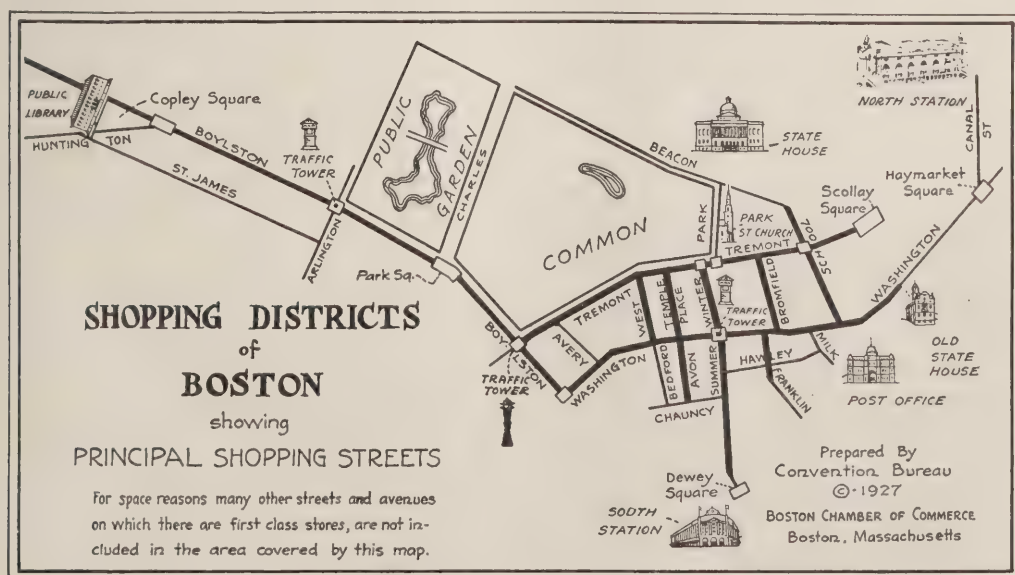 SHOPPING DISTRICTS
of
BOSTON
showing
PRINCIPAL SHOPPING STREETS
For space reasons many other streets and avenues
on which there are first class stores, are not in-
cluded in the area covered by this map.
PUBLIC
LIBRARY
Copley Square
HUNTING TON
BOYLSTON
ST. JAMES
TRAFFIC
TOWER
ARLINGTON
PUBLIC
GARDEN
CHARLES
Park Sq.
COMMON
BEACON
STATE
HOUSE
NORTH STATION
CANAL
ST
Haymarket
Square
Scollay
Square
PARK
PARK
ST CHURCH
TREMONT
SCHOOL
WASHINGTON
BOYLSTON
TRAFFIC
TOWER
TREMONT
AVERY
WASHINGTON
WEST
TEMPLE
PLACE
WINTER
TRAFFIC
TOWER
BROMFIELD
BEDFORD
AVON
SUMMER
CHAUNCY
HAWLEY
FRANKLIN
MILK
OLD
STATE
HOUSE
POST OFFICE
Dewey
Square
SOUTH
STATION
Prepared By
Convention Bureau
©-1927
BOSTON CHAMBER OF COMMERCE
Boston, Massachusetts